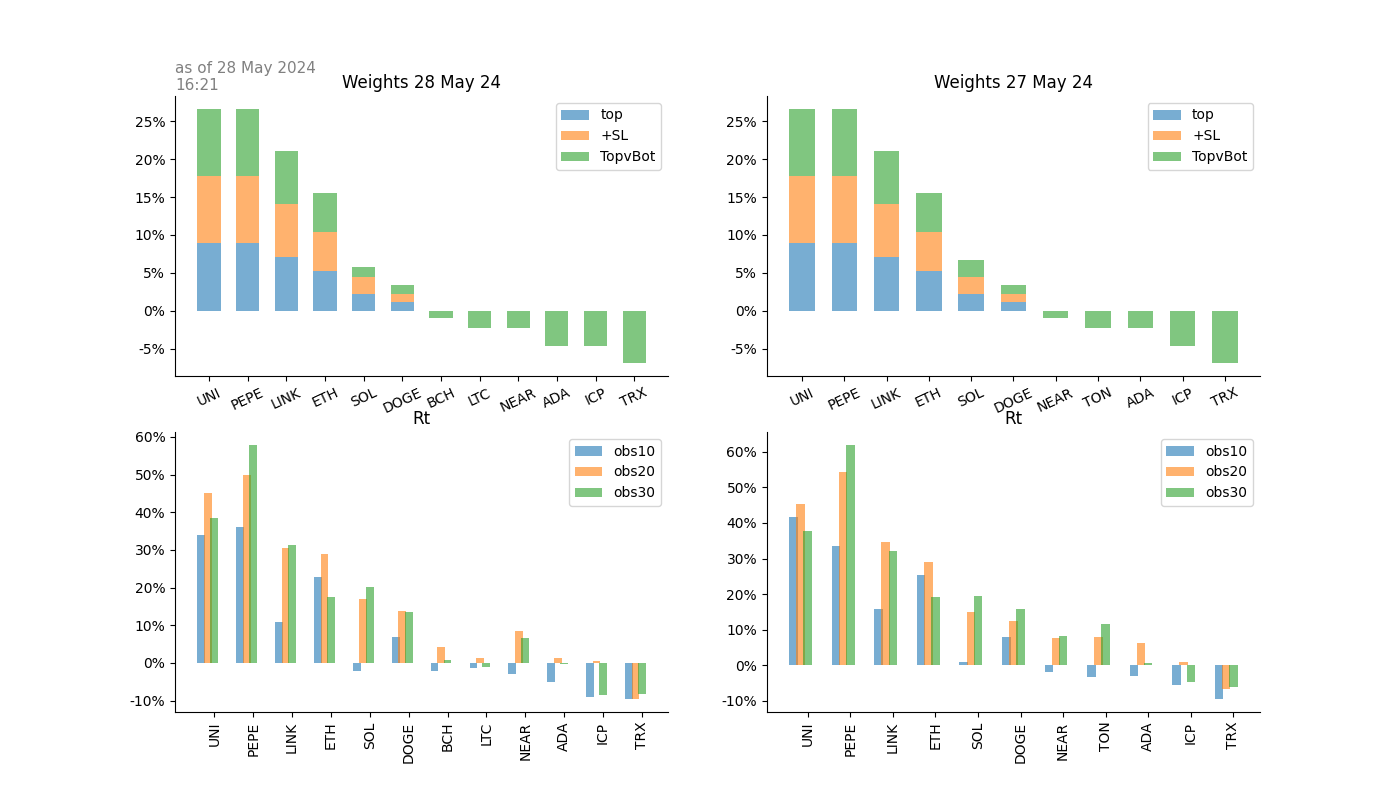 as of 28 May 2024
16:21
Weights 28 May 24
25%
20%
15%
10%
5%
0%
-5%
top
+SL
TopvBot
UNI PEPE LINK ETH SOL DOGE BCH LTC NEAR ADA ICP TRX
Weights 27 May 24
25%
20%
15%
10%
5%
0%
-5%
top
+SL
TopvBot
UNI PEPE LINK ETH SOL DOGE NEAR TON ADA ICP TRX
Rt
60%
50%
40%
30%
20%
10%
0%
-10%
obs10
obs20
obs30
UNI PEPE LINK ETH SOL DOGE BCH LTC NEAR ADA ICP TRX
Rt
60%
50%
40%
30%
20%
10%
0%
-10%
obs10
obs20
obs30
UNI PEPE LINK ETH SOL DOGE NEAR TON ADA ICP TRX